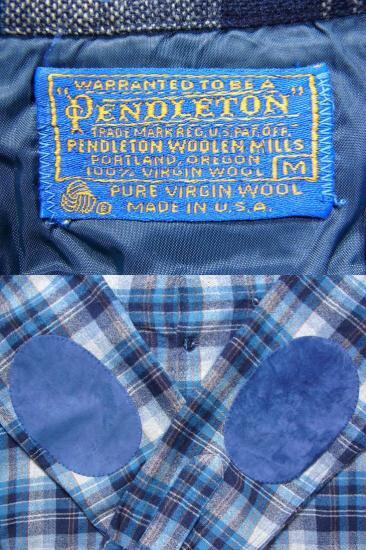 WARRANTED TO BE A
"PENDLETON"
TRADE MARK REG. U.S. PAT. OFF.
PENDLETON WOOLEN MILLS
PORTLAND, OREGON
100% VIRGIN WOOL M
PURE VIRGIN WOOL
MADE IN U.S.A.